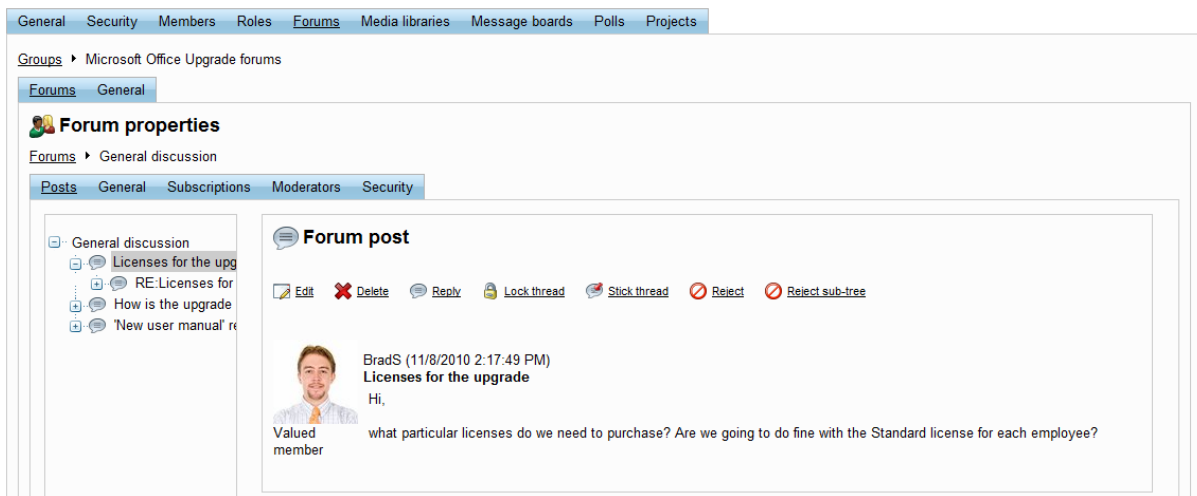 General Security Members Roles Forums Media libraries Message boards Polls Projects
Groups Microsoft Office Upgrade forums
Forums General
Forum properties
Forums General discussion
Posts General Subscriptions Moderators Security
General discussion
Licenses for the upg
RE:Licenses for
How is the upgrade
'New user manual' re
Forum post
Edit Delete Reply Lock thread Stick thread Reject Reject sub-tree
BradS (11/8/2010 2:17:49 PM)
Licenses for the upgrade
Hi,
what particular licenses do we need to purchase? Are we going to do fine with the Standard license for each employee?
Valued
member